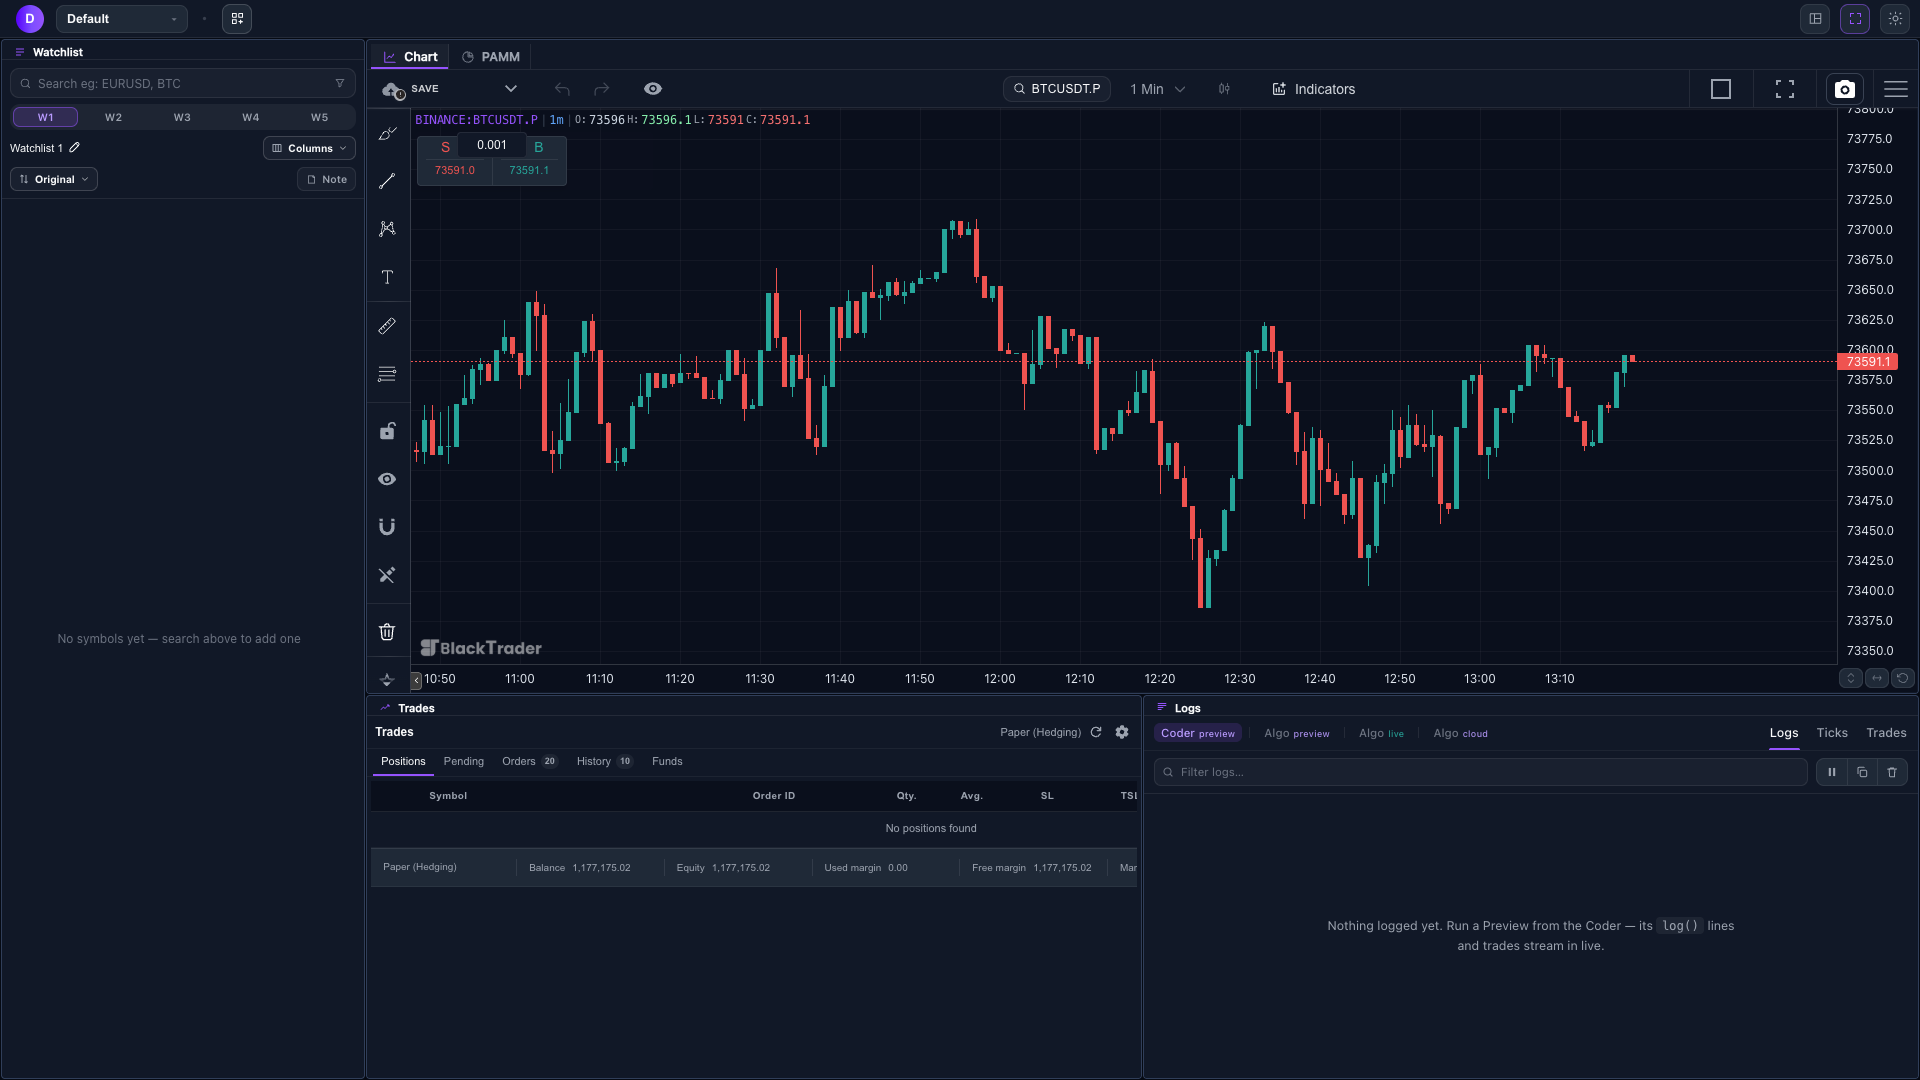 D Default
Watchlist
Search eg: EURUSD, BTC
W1 W2 W3 W4 W5
Watchlist 1 Columns
Original Note
No symbols yet — search above to add one
Chart PAMM
SAVE BTCUSDT.P 1 Min Indicators
BINANCE:BTCUSDT.P 1m O: 73596 H: 73596.1 L: 73591 C: 73591.1
S 0.001 B
73591.0 73591.1
73800.0
73775.0
73750.0
73725.0
73700.0
73675.0
73650.0
73625.0
73600.0
73591.1
73575.0
73550.0
73525.0
73500.0
73475.0
73450.0
73425.0
73400.0
73375.0
73350.0
BlackTrader
10:50 11:00 11:10 11:20 11:30 11:40 11:50 12:00 12:10 12:20 12:30 12:40 12:50 13:00 13:10
Trades
Trades Paper (Hedging)
Positions Pending Orders 20 History 10 Funds
Symbol Order ID Qty. Avg. SL TSL
No positions found
Paper (Hedging) Balance 1,177,175.02 Equity 1,177,175.02 Used margin 0.00 Free margin 1,177,175.02 Mar
Logs
Coder preview Algo preview Algo live Algo cloud Logs Ticks Trades
Filter logs...
Nothing logged yet. Run a Preview from the Coder — its log() lines
and trades stream in live.